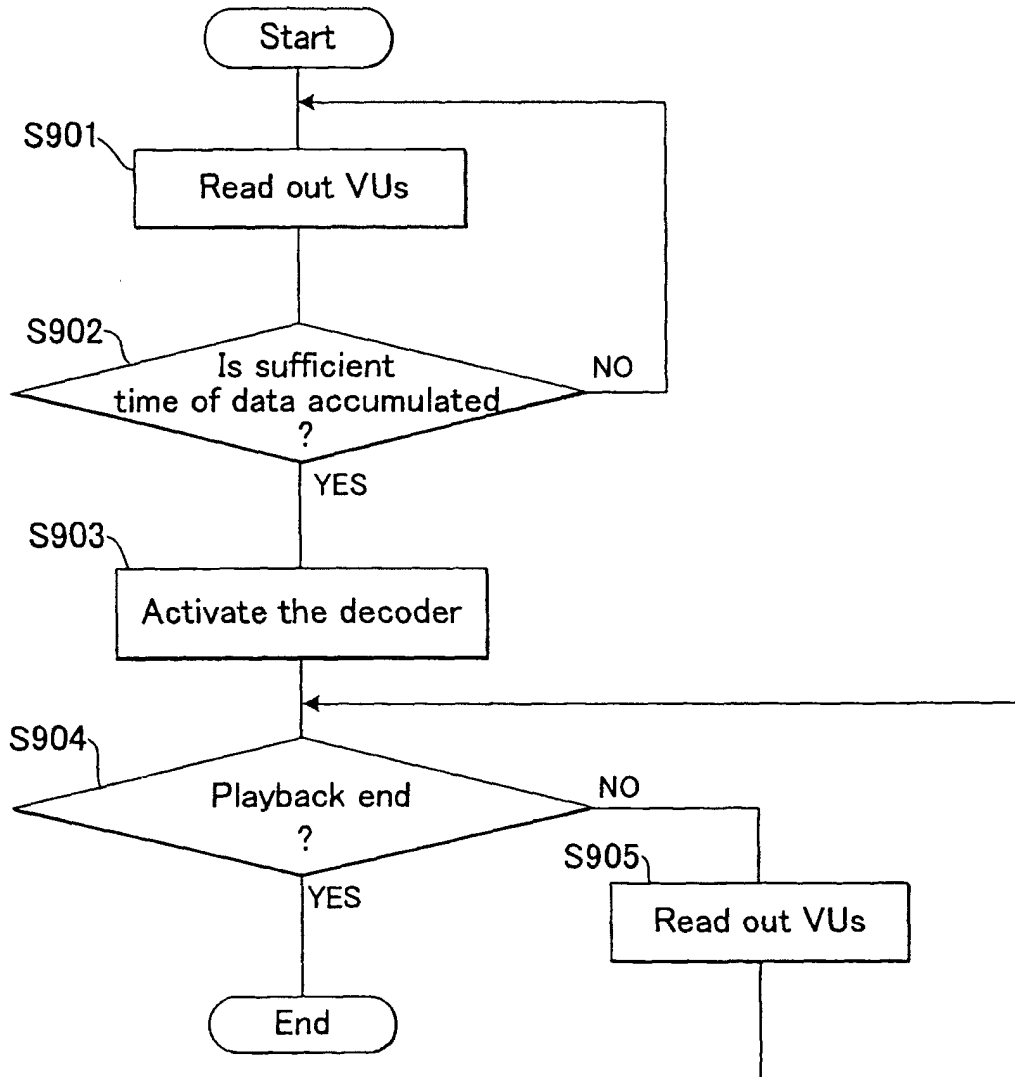 Start
S901
Read out VUs
S902
Is sufficient
time of data accumulated
?
NO
YES
S903
Activate the decoder
S904
Playback end
?
NO
YES
S905
Read out VUs
End